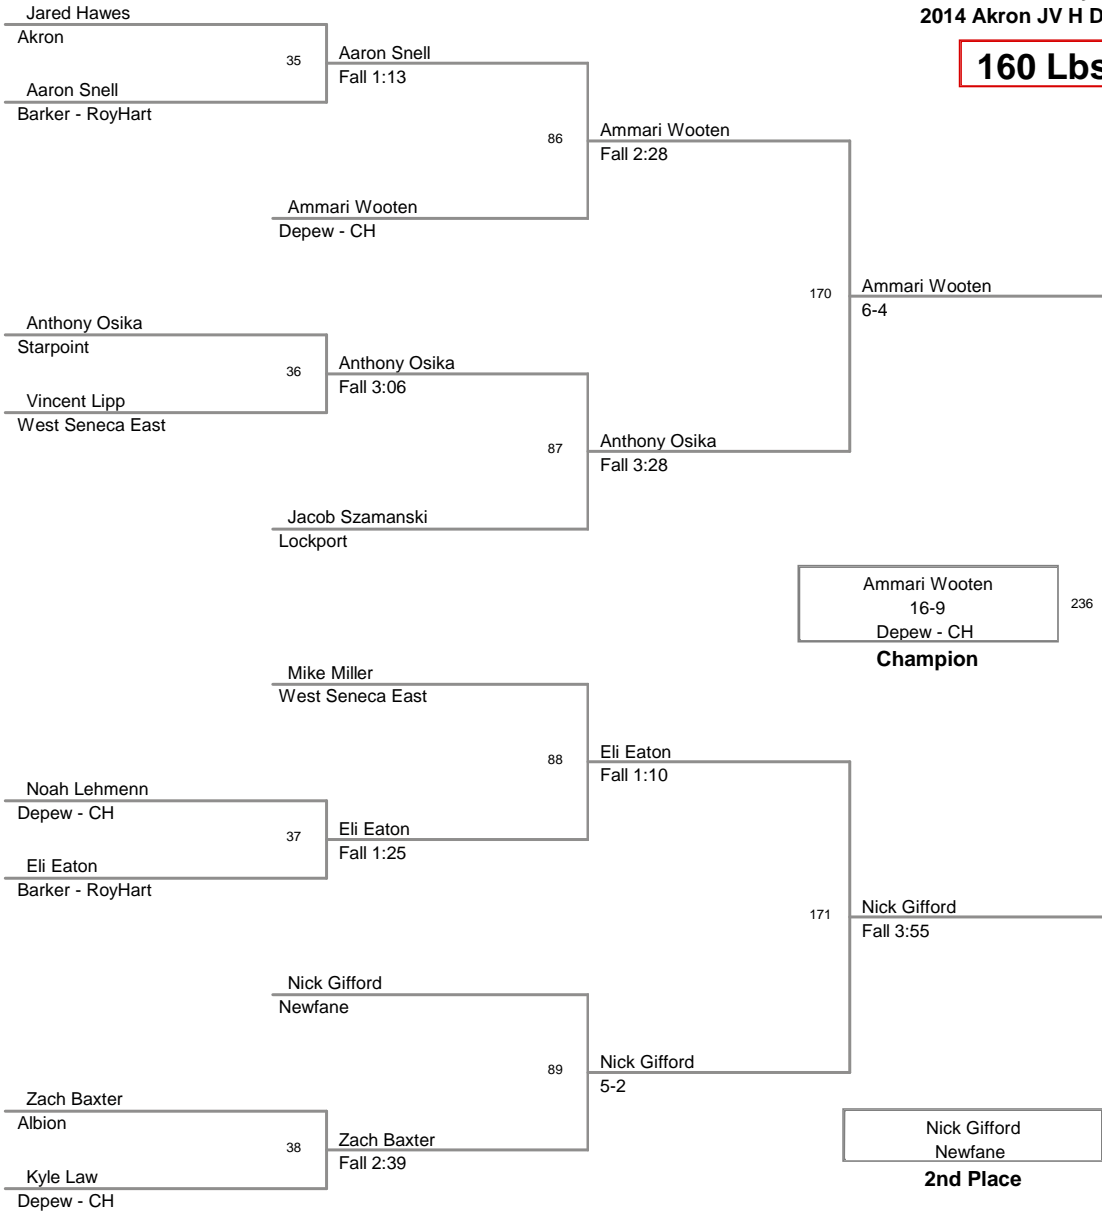 2014 Akron JV H D
160 Lbs
Jared Hawes
Akron
35
Aaron Snell
Fall 1:13
Aaron Snell
Barker - RoyHart
86
Ammari Wooten
Fall 2:28
Ammari Wooten
Depew - CH
170
Ammari Wooten
6-4
Anthony Osika
Starpoint
36
Anthony Osika
Fall 3:06
Vincent Lipp
West Seneca East
87
Anthony Osika
Fall 3:28
Jacob Szamanski
Lockport
Ammari Wooten
16-9
Depew - CH
236
Champion
Mike Miller
West Seneca East
88
Eli Eaton
Fall 1:10
Noah Lehmenn
Depew - CH
37
Eli Eaton
Fall 1:25
Eli Eaton
Barker - RoyHart
171
Nick Gifford
Fall 3:55
Nick Gifford
Newfane
89
Nick Gifford
5-2
Zach Baxter
Albion
38
Zach Baxter
Fall 2:39
Kyle Law
Depew - CH
Nick Gifford
Newfane
2nd Place